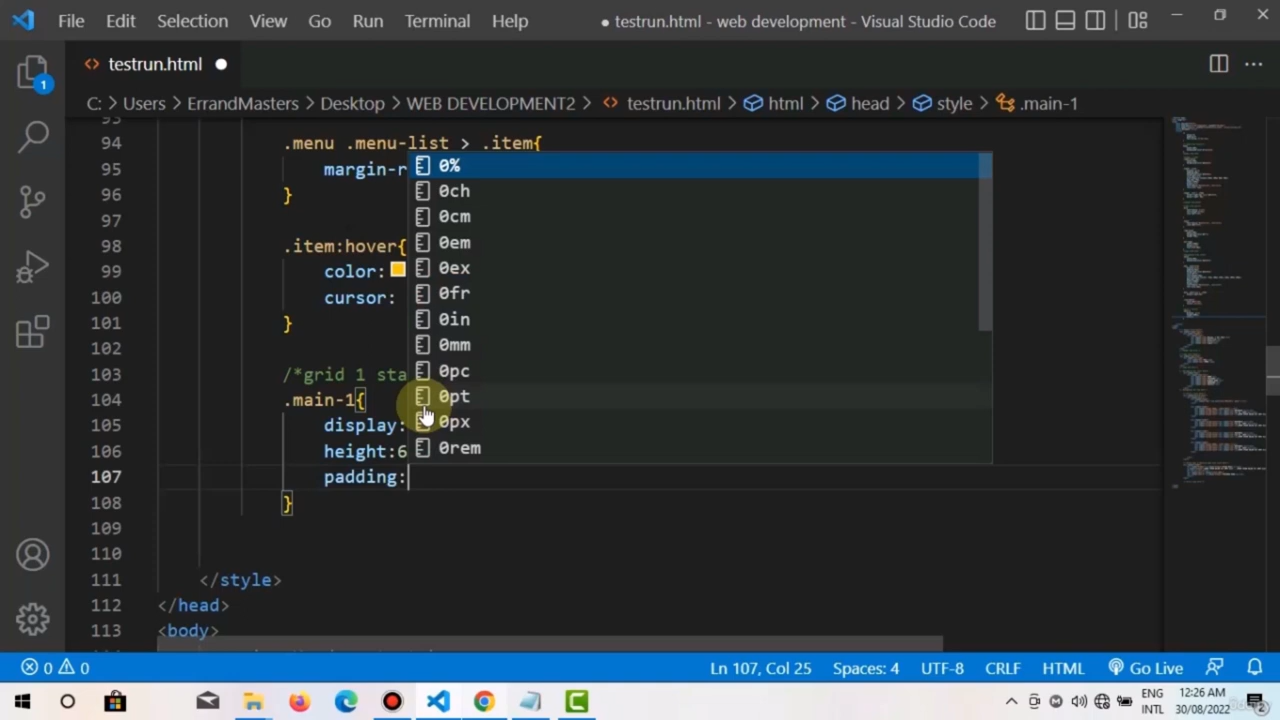 File Edit Selection View Go Run Terminal Help ● testrun.html - web development - Visual Studio Code
testrun.html
1
C: > Users > ErrandMasters > Desktop > WEB DEVELOPMENT2 > testrun.html > html > head > style > .main-1
93
94 .menu .menu-list > .item{
95 margin-r
96 }
97
98 .item:hover{
99 color:
100 cursor:
101 }
102
103 /*grid 1 sta
104 .main-1{
105 display:
106 height:6
107 padding:
108 }
109
110
111 </style>
112 </head>
113 <body>
0%
0ch
0cm
0em
0ex
0fr
0in
0mm
0pc
0pt
0px
0rem
0 0 Ln 107, Col 25 Spaces: 4 UTF-8 CRLF HTML Go Live
ENG 12:26 AM
INTL 30/08/2022
2